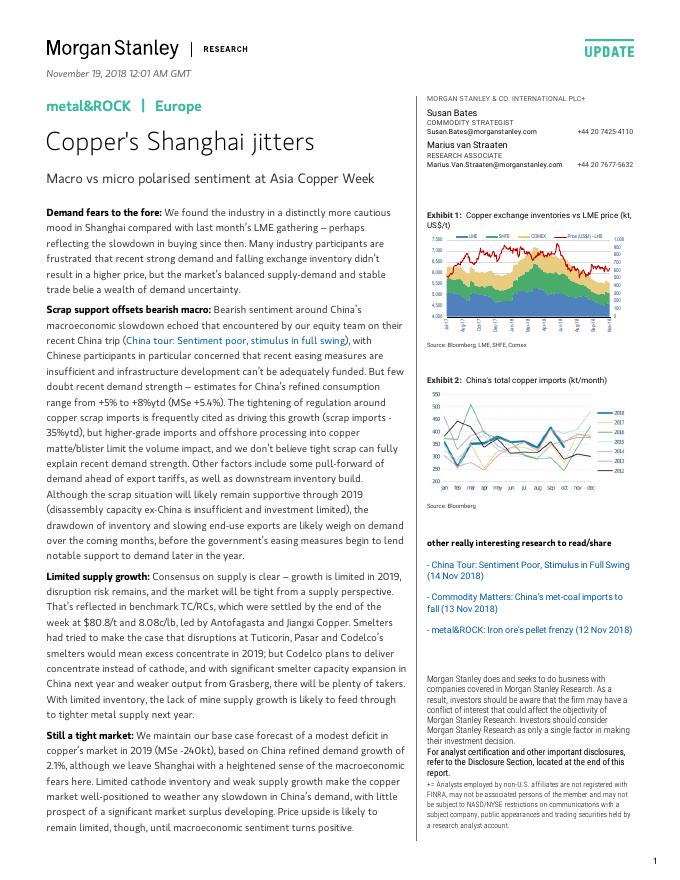 Morgan Stanley | RESEARCH
UPDATE
November 19, 2018 12:01 AM GMT
metal&ROCK | Europe
Copper's Shanghai jitters
Macro vs micro polarised sentiment at Asia Copper Week
Demand fears to the fore: We found the industry in a distinctly more cautious
mood in Shanghai compared with last month's LME gathering – perhaps
reflecting the slowdown in buying since then. Many industry participants are
frustrated that recent strong demand and falling exchange inventory didn't
result in a higher price, but the market's balanced supply-demand and stable
trade belie a wealth of demand uncertainty.
Scrap support offsets bearish macro: Bearish sentiment around China's
macroeconomic slowdown echoed that encountered by our equity team on their
recent China trip (China tour: Sentiment poor, stimulus in full swing), with
Chinese participants in particular concerned that recent easing measures are
insufficient and infrastructure development can't be adequately funded. But few
doubt recent demand strength – estimates for China's refined consumption
range from +5% to +8%ytd (MSe +5.4%). The tightening of regulation around
copper scrap imports is frequently cited as driving this growth (scrap imports -
35%ytd), but higher-grade imports and offshore processing into copper
matte/blister limit the volume impact, and we don't believe tight scrap can fully
explain recent demand strength. Other factors include some pull-forward of
demand ahead of export tariffs, as well as downstream inventory build.
Although the scrap situation will likely remain supportive through 2019
(disassembly capacity ex-China is insufficient and investment limited), the
drawdown of inventory and slowing end-use exports are likely weigh on demand
over the coming months, before the government's easing measures begin to lend
notable support to demand later in the year.
Limited supply growth: Consensus on supply is clear – growth is limited in 2019,
disruption risk remains, and the market will be tight from a supply perspective.
That's reflected in benchmark TC/RCs, which were settled by the end of the
week at $80.8/t and 8.08c/lb, led by Antofagasta and Jiangxi Copper. Smelters
had tried to make the case that disruptions at Tuticorin, Pasar and Codelco's
smelters would mean excess concentrate in 2019; but Codelco plans to deliver
concentrate instead of cathode, and with significant smelter capacity expansion in
China next year and weaker output from Grasberg, there will be plenty of takers.
With limited inventory, the lack of mine supply growth is likely to feed through
to tighter metal supply next year.
Still a tight market: We maintain our base case forecast of a modest deficit in
copper's market in 2019 (MSe -240kt), based on China refined demand growth of
2.1%, although we leave Shanghai with a heightened sense of the macroeconomic
fears here. Limited cathode inventory and weak supply growth make the copper
market well-positioned to weather any slowdown in China's demand, with little
prospect of a significant market surplus developing. Price upside is likely to
remain limited, though, until macroeconomic sentiment turns positive.
MORGAN STANLEY & CO. INTERNATIONAL PLC+
Susan Bates
COMMODITY STRATEGIST
Susan.Bates@morganstanley.com +44 20 7425-4110
Marius van Straaten
RESEARCH ASSOCIATE
Marius.Van.Straaten@morganstanley.com +44 20 7677-5632
Exhibit 1: Copper exchange inventories vs LME price (kt,
US$/t)
LME SHFE COMEX Price (US$/t) - LHS
7,500
7,000
6,500
6,000
5,500
5,000
4,500
4,000
1,000
900
800
700
600
500
400
300
200
100
0
Jul-17 Aug-17 Oct-17 Dec-17 Jan-18 Mar-18 Apr-18 Jun-18 Aug-18 Sep-18 Nov-18
Source: Bloomberg, LME, SHFE, Comex
Exhibit 2: China's total copper imports (kt/month)
550
500
450
400
350
300
250
200
jan feb mar apr may jun jul aug sep oct nov dec
2018
2017
2016
2015
2014
2013
2012
Source: Bloomberg
other really interesting research to read/share
- China Tour: Sentiment Poor, Stimulus in Full Swing
(14 Nov 2018)
- Commodity Matters: China's met-coal imports to
fall (13 Nov 2018)
- metal&ROCK: Iron ore's pellet frenzy (12 Nov 2018)
Morgan Stanley does and seeks to do business with
companies covered in Morgan Stanley Research. As a
result, investors should be aware that the firm may have a
conflict of interest that could affect the objectivity of
Morgan Stanley Research. Investors should consider
Morgan Stanley Research as only a single factor in making
their investment decision.
For analyst certification and other important disclosures,
refer to the Disclosure Section, located at the end of this
report.
+= Analysts employed by non-U.S. affiliates are not registered with
FINRA, may not be associated persons of the member and may not
be subject to NASD/NYSE restrictions on communications with a
subject company, public appearances and trading securities held by
a research analyst account.
1